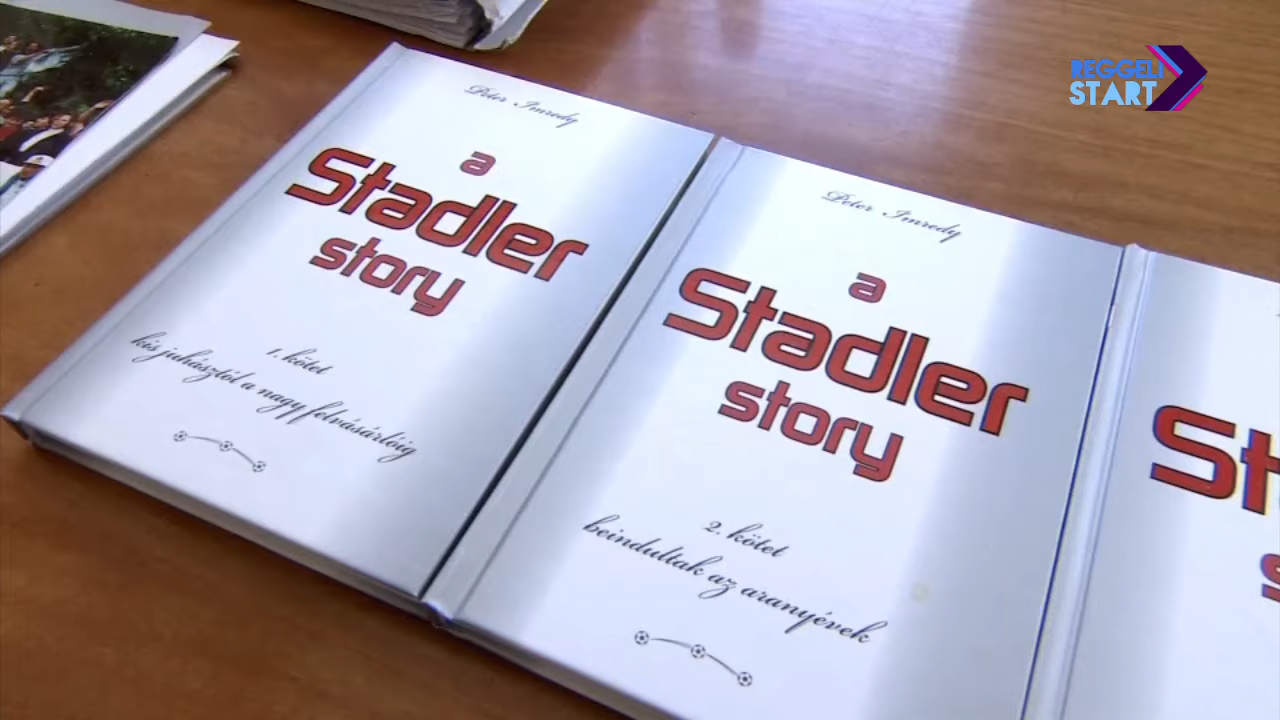 REGGELI
START
Peter Imredy
a
Stadler
story
1. kötet
kis juhásztól a nagy felvásárlóig
Peter Imredy
a
Stadler
story
2. kötet
beindultak az aranyévek
St
s